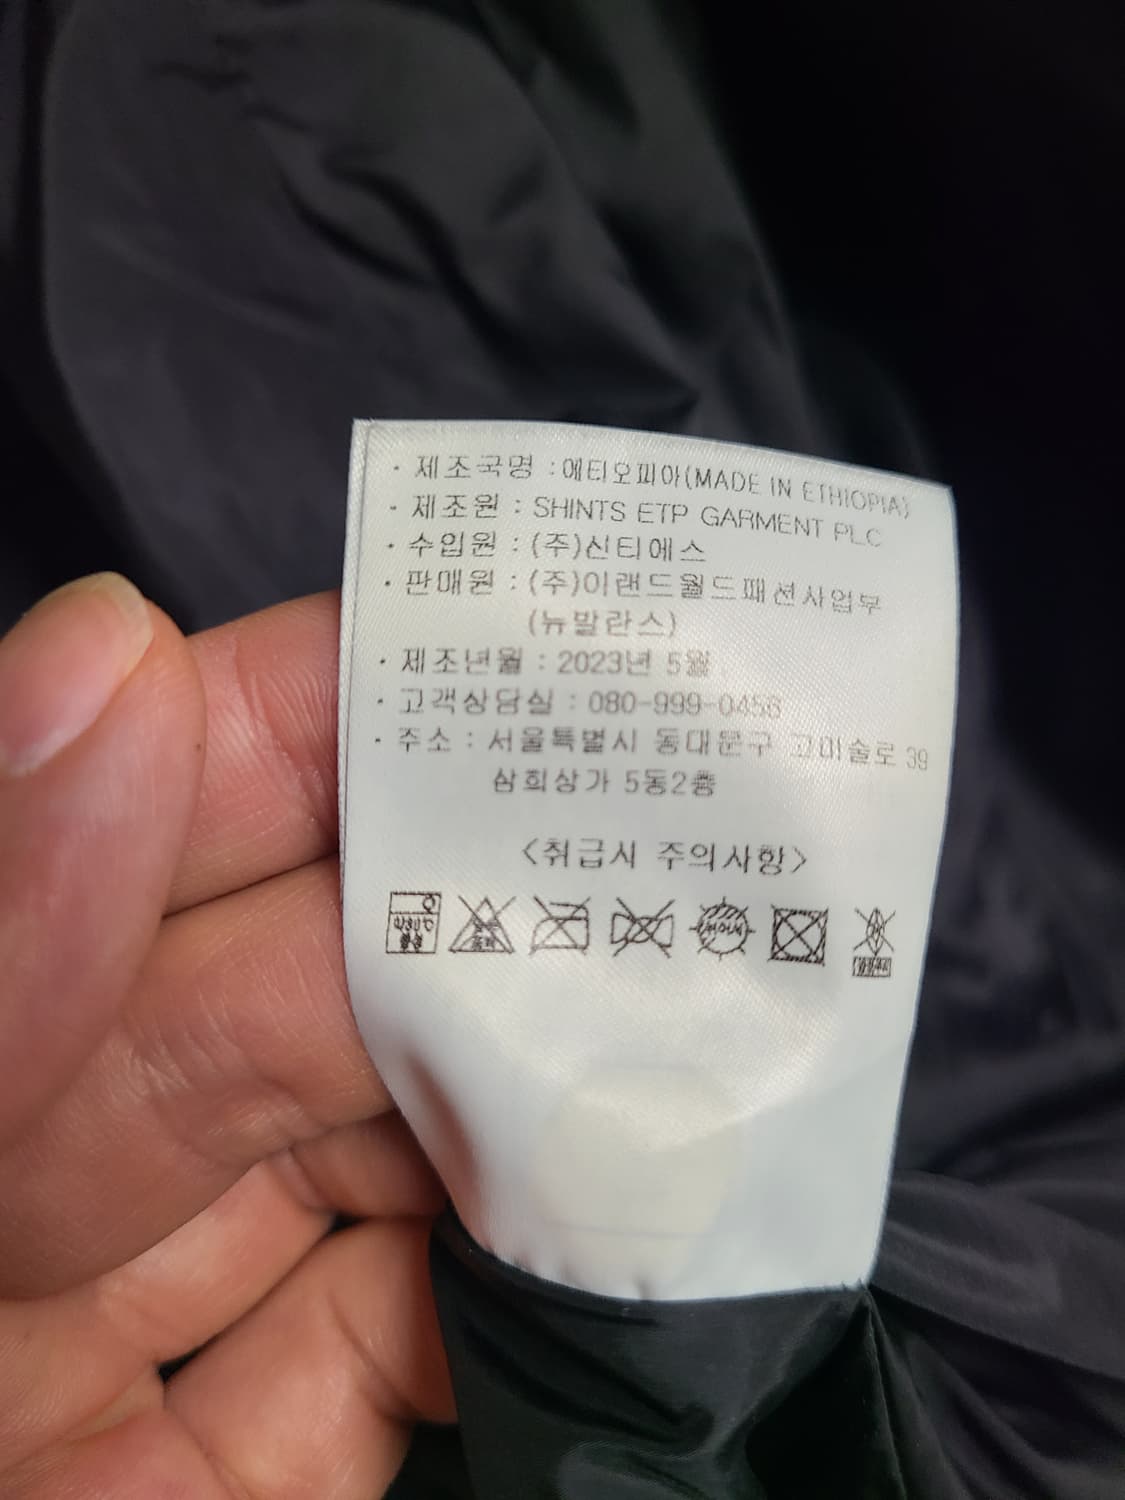 · 제조국명 : 에티오피아(MADE IN ETHIOPIA)
· 제조원 : SHINTS ETP GARMENT PLC
· 수입원 : (주)신티에스
· 판매원 : (주)이랜드월드패션사업부
(뉴발란스)
· 제조년월 : 2023년 5월
· 고객상담실 : 080-999-0456
· 주소 : 서울특별시 동대문구 고미술로 39
삼희상가 5동2층
<취급시 주의사항>